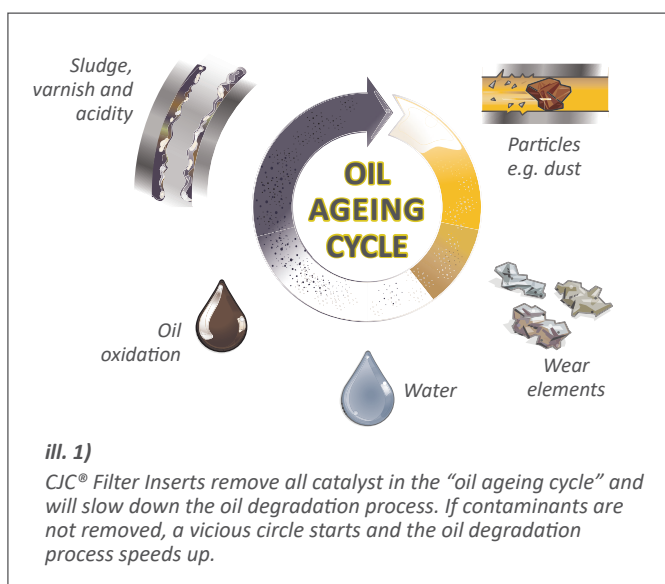 Sludge,
varnish and
acidity
Particles
e.g. dust
OIL
AGEING
CYCLE
Oil
oxidation
Water
Wear
elements
ill. 1)
CJC® Filter Inserts remove all catalyst in the “oil ageing cycle” and
will slow down the oil degradation process. If contaminants are
not removed, a vicious circle starts and the oil degradation
process speeds up.